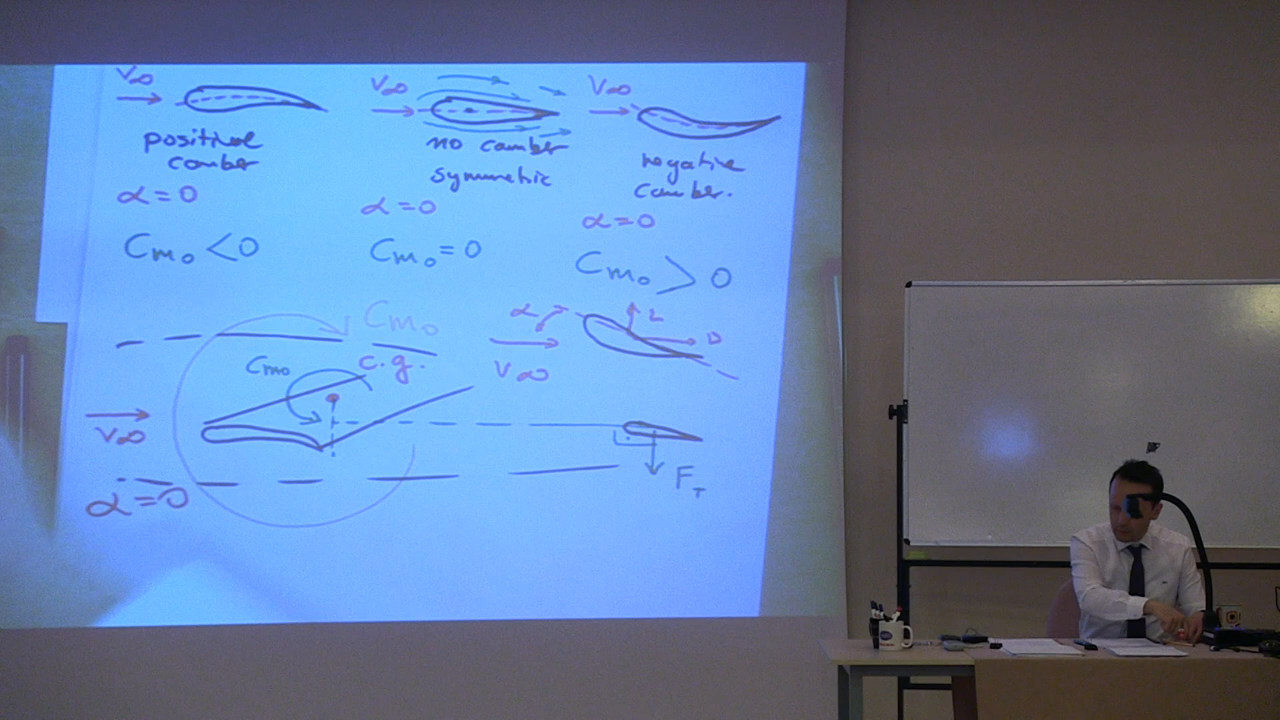 V∞
positive
camber
α=0
Cm₀<0
V∞
no camber
symmetric
α=0
Cm₀=0
V∞
negative
camber.
α=0
Cm₀>0
Cm₀
Cm₀
c.g.
V∞
α=0
α
L
D
V∞
F_T